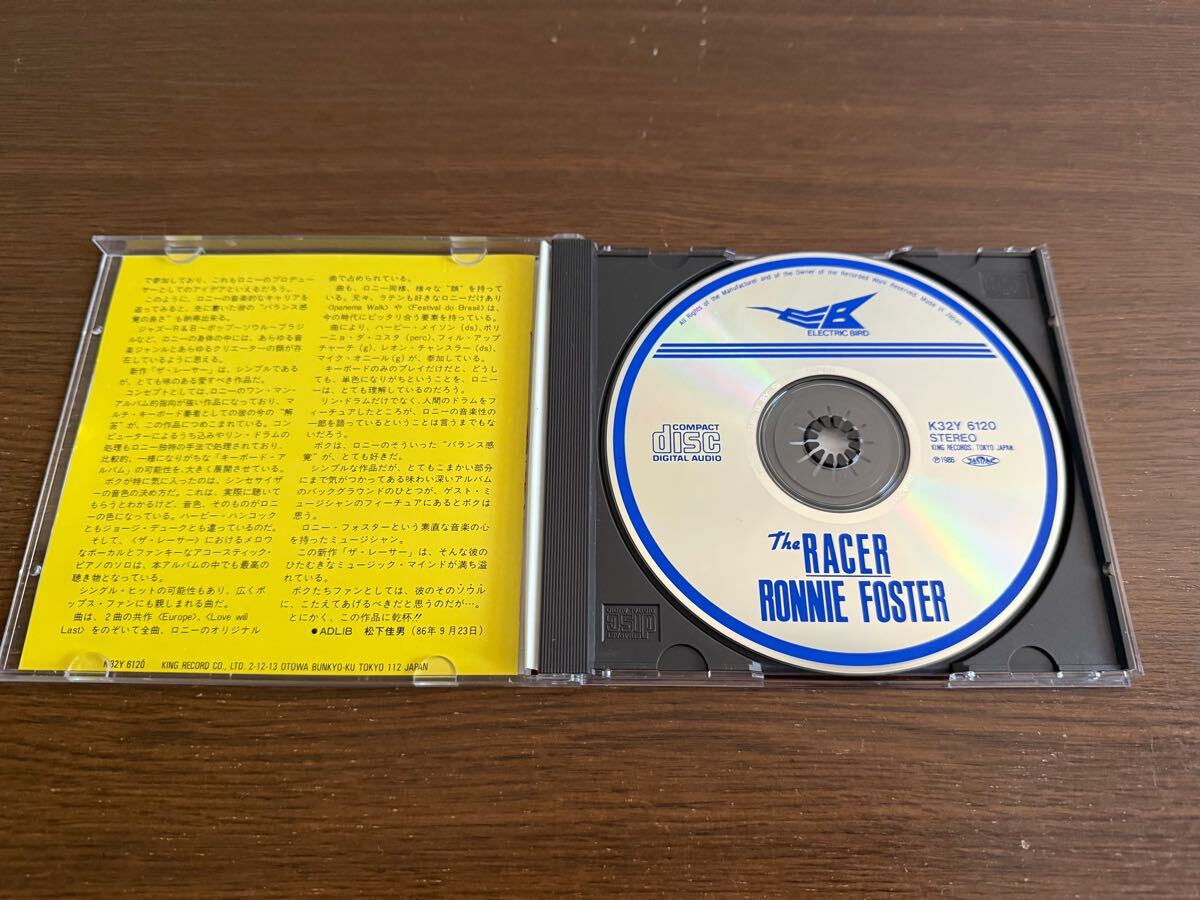 で参加しており、これもロニーのプロデュー
サーとしてのアイデアといえるだろう。
このように、ロニーの音楽的なキャリアを
追ってみると、先に書いた彼の“バランス感
覚の良さ”も納得出来る。
ジャズ〜R&B〜ポップ〜ソウル〜ブラジ
ルなど、ロニーの身体の中には、あらゆる音
楽ジャンルとあらゆるクリエーターの顔が存
在しているように思える。
新作「ザ・レーサー」は、シンプルである
が、とても味のある愛すべき作品だ。
コンセプトとしては、ロニーのワン・マン・
アルバム的指向が強い作品になっており、マ
ルチ・キーボード奏者としての彼の今の“解
答”が、この作品につめこまれている。コン
ピューターによるうち込みやリン・ドラムの
処理もロニー独特の手法で処理されており、
比較的、一様になりがちな「キーボード・ア
ルバム」の可能性を、大きく展開させている。
ボクが特に気に入ったのは、シンセサイザ
ーの音色の決め方だ。これは、実際に聴いて
もらうとわかるけど、音色、そのものがロニ
ーの色になっている。ハービー・ハンコック
ともジョージ・デュークとも違っているのだ。
そして、〈ザ・レーサー〉におけるメロウ
なボーカルとファンキーなアコースティック・
ピアノのソロは、本アルバムの中でも最高の
聴き物となっている。
シングル・ヒットの可能性もあり、広くポ
ップス・ファンにも親しまれる曲だ。
曲は、2曲の共作〈Europe〉、〈Love will
Last〉をのぞいて全曲、ロニーのオリジナル
曲で占められている。
曲も、ロニー同様、様々な“顔”を持って
いる。元々、ラテンも好きなロニーだけあり
〈Ipanema Walk〉や〈Festival do Brasil〉は、
今の時代にピッタリ合う要素を持っている。
曲により、ハービー・メイソン(ds)、ポリ
ーニョ・ダ・コスタ(perc)、フィル・アップ
チャーチ(g)、レオン・チャンスラー(ds)、
マイク・オニール(g)が、参加している。
キーボードのみのプレイだけだと、どうし
ても、単色になりがちということを、ロニー
は、とても理解しているのだろう。
リン・ドラムだけでなく、人間のドラムをフ
ィーチュアしたところが、ロニーの音楽性の
一部を語っているということは言うまでもな
いだろう。
ボクは、ロニーのそういった“バランス感
覚”が、とても好きだ。
シンプルな作品だが、とてもこまかい部分
にまで気がつかってある味わい深いアルバム
のバックグラウンドのひとつが、ゲスト・ミ
ュージシャンのフィーチュアにあるとボクは
思う。
ロニー・フォスターという素直な音楽の心
を持ったミュージシャン。
この新作「ザ・レーサー」は、そんな彼の
ひたむきなミュージック・マインドが満ち溢
れている。
ボクたちファンとしては、彼のそのソウル
に、こたえてあげるべきだと思うのだが…。
とにかく、この作品に乾杯!!
●ADLIB 松下佳男(86年9月23日)
K32Y 6120 KING RECORD CO., LTD. 2-12-13 OTOWA BUNKYO-KU TOKYO 112 JAPAN
All Rights of the Manufacturer and of the Owner of the Recorded Work Reserved. Made in Japan.
EB
ELECTRIC BIRD
COMPACT
disc
DIGITAL AUDIO
K32Y 6120
STEREO
KING RECORDS, TOKYO JAPAN.
℗1986 JASRAC
The RACER
RONNIE FOSTER
COMPACT
disc
DIGITAL AUDIO